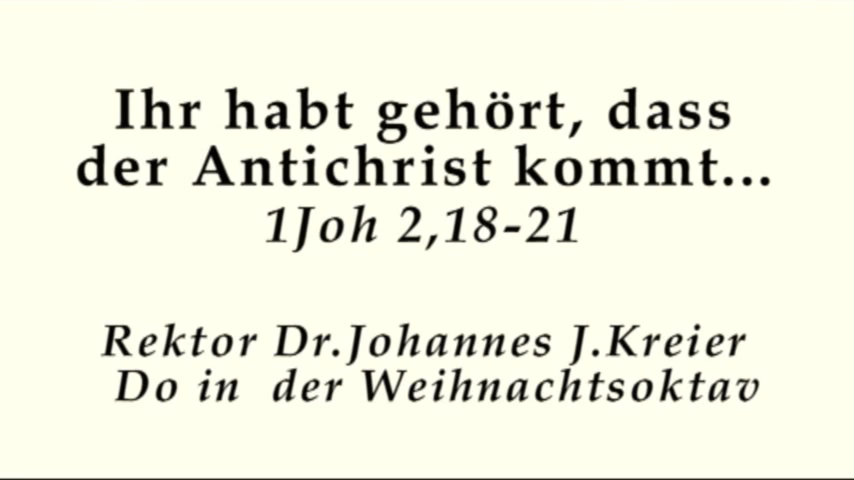 Ihr habt gehört, dass
der Antichrist kommt...
1Joh 2,18-21
Rektor Dr.Johannes J.Kreier
Do in der Weihnachtsoktav